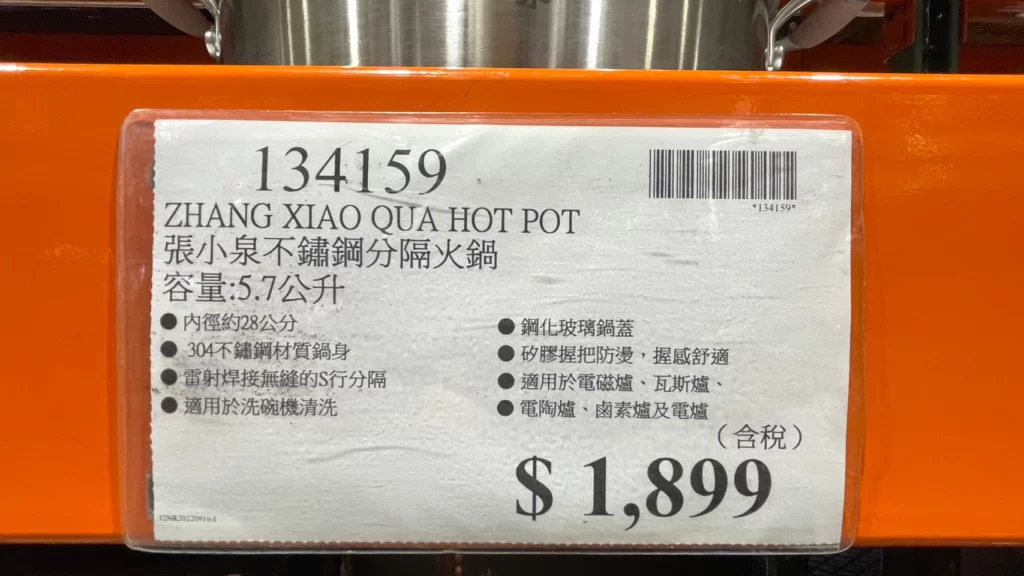 134159
*134159*
ZHANG XIAO QUA HOT POT
張小泉不鏽鋼分隔火鍋
容量:5.7公升
●內徑約28公分
●304不鏽鋼材質鍋身
●雷射焊接無縫的S行分隔
●適用於洗碗機清洗
●鋼化玻璃鍋蓋
●矽膠握把防燙，握感舒適
●適用於電磁爐、瓦斯爐、
●電陶爐、鹵素爐及電爐
（含稅）
$ 1,899
32NR20220916-1